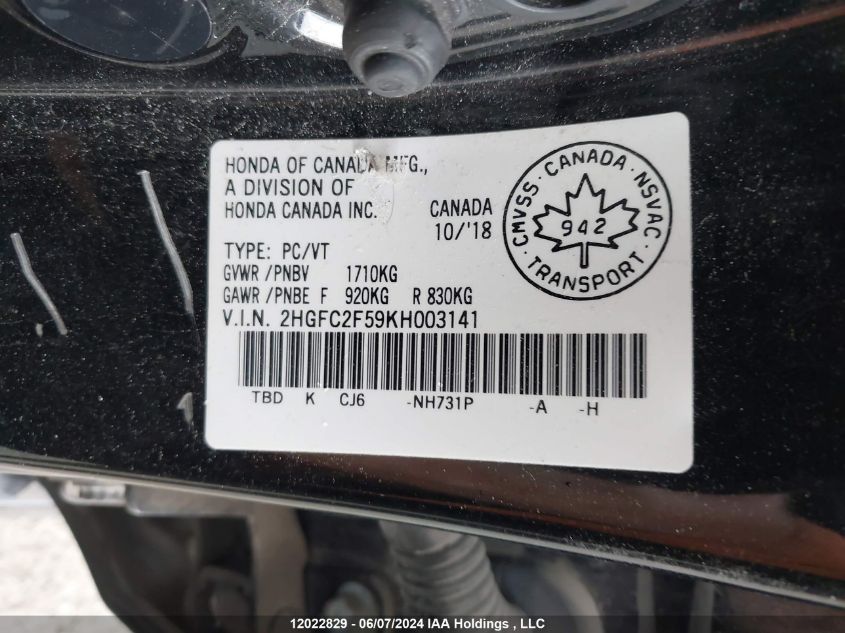 HONDA OF CANADA MFG.,
A DIVISION OF
HONDA CANADA INC.
CANADA
10/'18
CMVSS · CANADA · NSVAC
942
· TRANSPORT ·
TYPE: PC/VT
GVWR /PNBV 1710KG
GAWR /PNBE F 920KG R 830KG
V.I.N. 2HGFC2F59KH003141
TBD K CJ6 -NH731P -A -H
12022829 - 06/07/2024 IAA Holdings , LLC